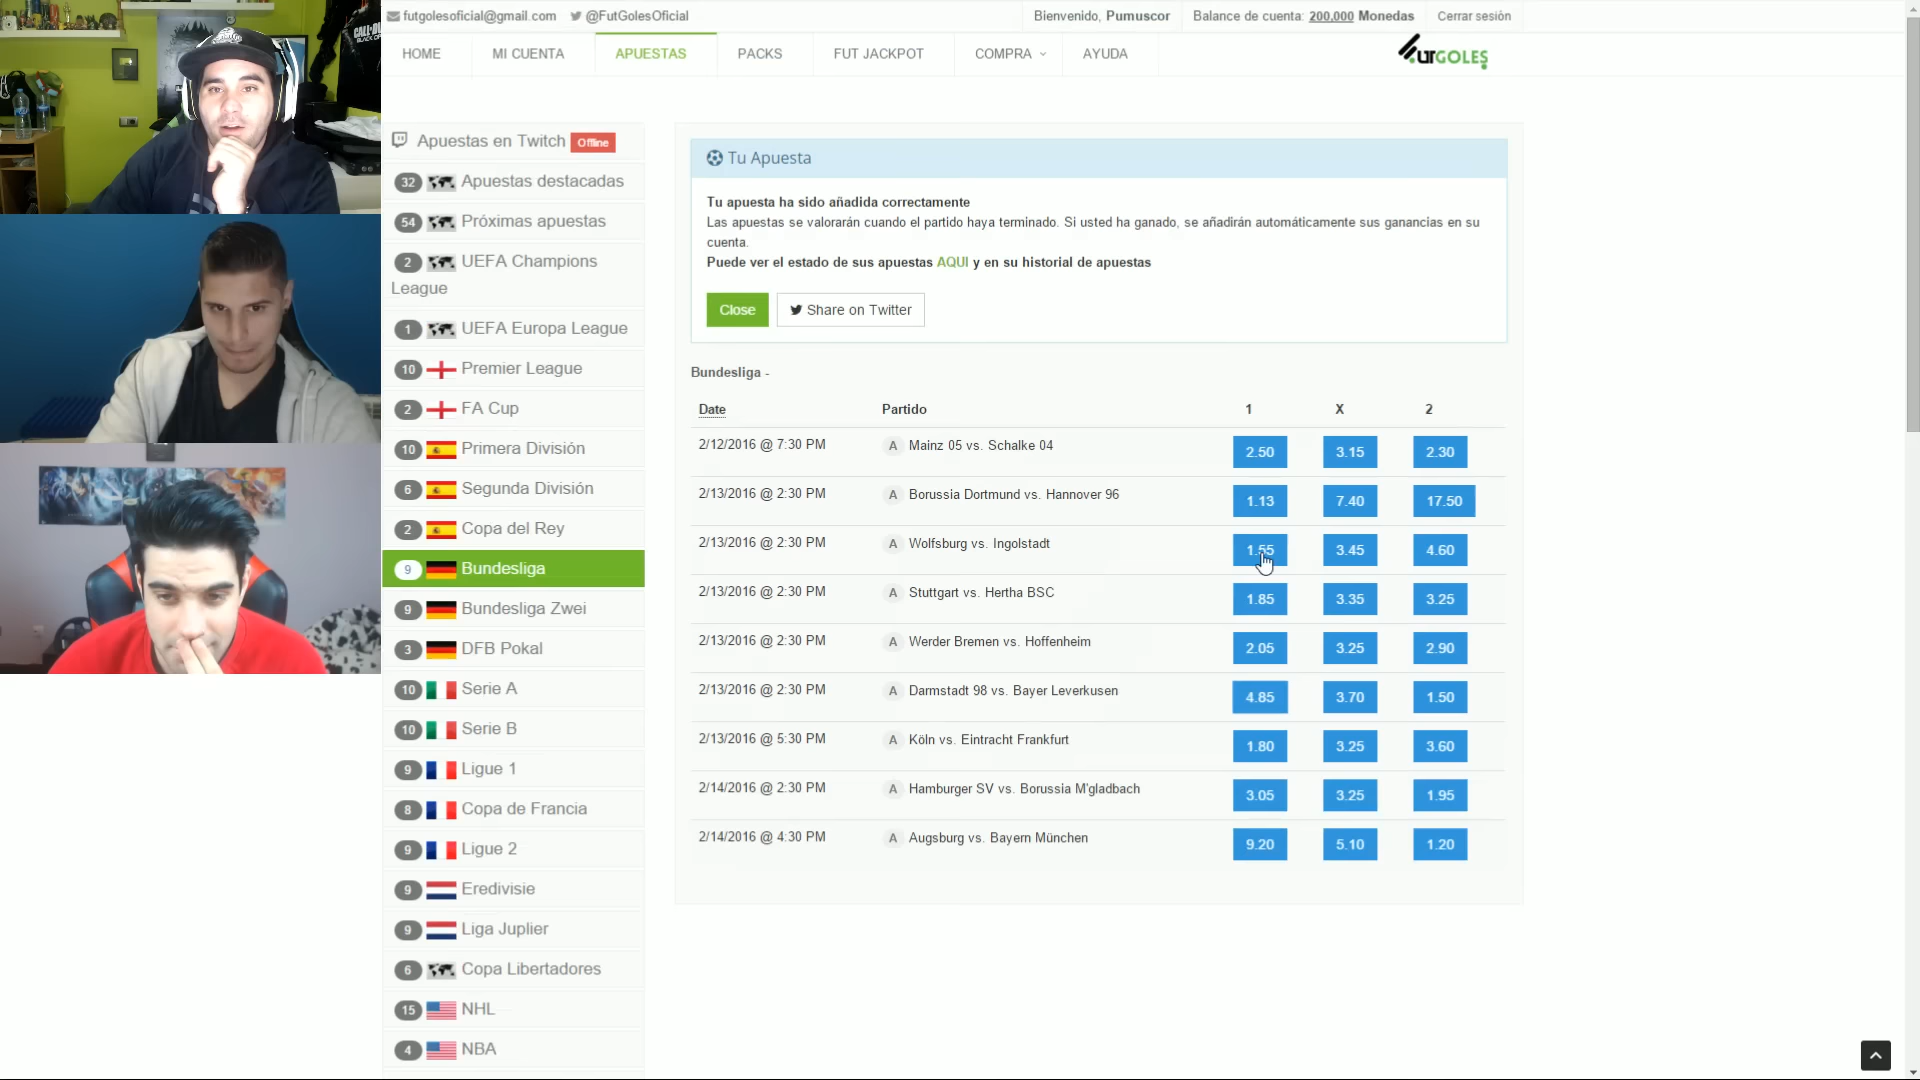 futgolesoficial@gmail.com @FutGolesOficial Bienvenido, Pumuscor Balance de cuenta: 200,000 Monedas Cerrar sesión
HOME MI CUENTA APUESTAS PACKS FUT JACKPOT COMPRA AYUDA
FUTGOLES
Apuestas en Twitch Offline
32 Apuestas destacadas
54 Próximas apuestas
2 UEFA Champions
League
1 UEFA Europa League
10 Premier League
2 FA Cup
10 Primera División
6 Segunda División
2 Copa del Rey
9 Bundesliga
9 Bundesliga Zwei
3 DFB Pokal
10 Serie A
10 Serie B
9 Ligue 1
8 Copa de Francia
9 Ligue 2
9 Eredivisie
9 Liga Juplier
6 Copa Libertadores
15 NHL
4 NBA
Tu Apuesta
Tu apuesta ha sido añadida correctamente
Las apuestas se valorarán cuando el partido haya terminado. Si usted ha ganado, se añadirán automáticamente sus ganancias en su
cuenta.
Puede ver el estado de sus apuestas AQUI y en su historial de apuestas
Close Share on Twitter
Bundesliga -
Date Partido 1 X 2
2/12/2016 @ 7:30 PM A Mainz 05 vs. Schalke 04 2.50 3.15 2.30
2/13/2016 @ 2:30 PM A Borussia Dortmund vs. Hannover 96 1.13 7.40 17.50
2/13/2016 @ 2:30 PM A Wolfsburg vs. Ingolstadt 1.55 3.45 4.60
2/13/2016 @ 2:30 PM A Stuttgart vs. Hertha BSC 1.85 3.35 3.25
2/13/2016 @ 2:30 PM A Werder Bremen vs. Hoffenheim 2.05 3.25 2.90
2/13/2016 @ 2:30 PM A Darmstadt 98 vs. Bayer Leverkusen 4.85 3.70 1.50
2/13/2016 @ 5:30 PM A Köln vs. Eintracht Frankfurt 1.80 3.25 3.60
2/14/2016 @ 2:30 PM A Hamburger SV vs. Borussia M'gladbach 3.05 3.25 1.95
2/14/2016 @ 4:30 PM A Augsburg vs. Bayern München 9.20 5.10 1.20